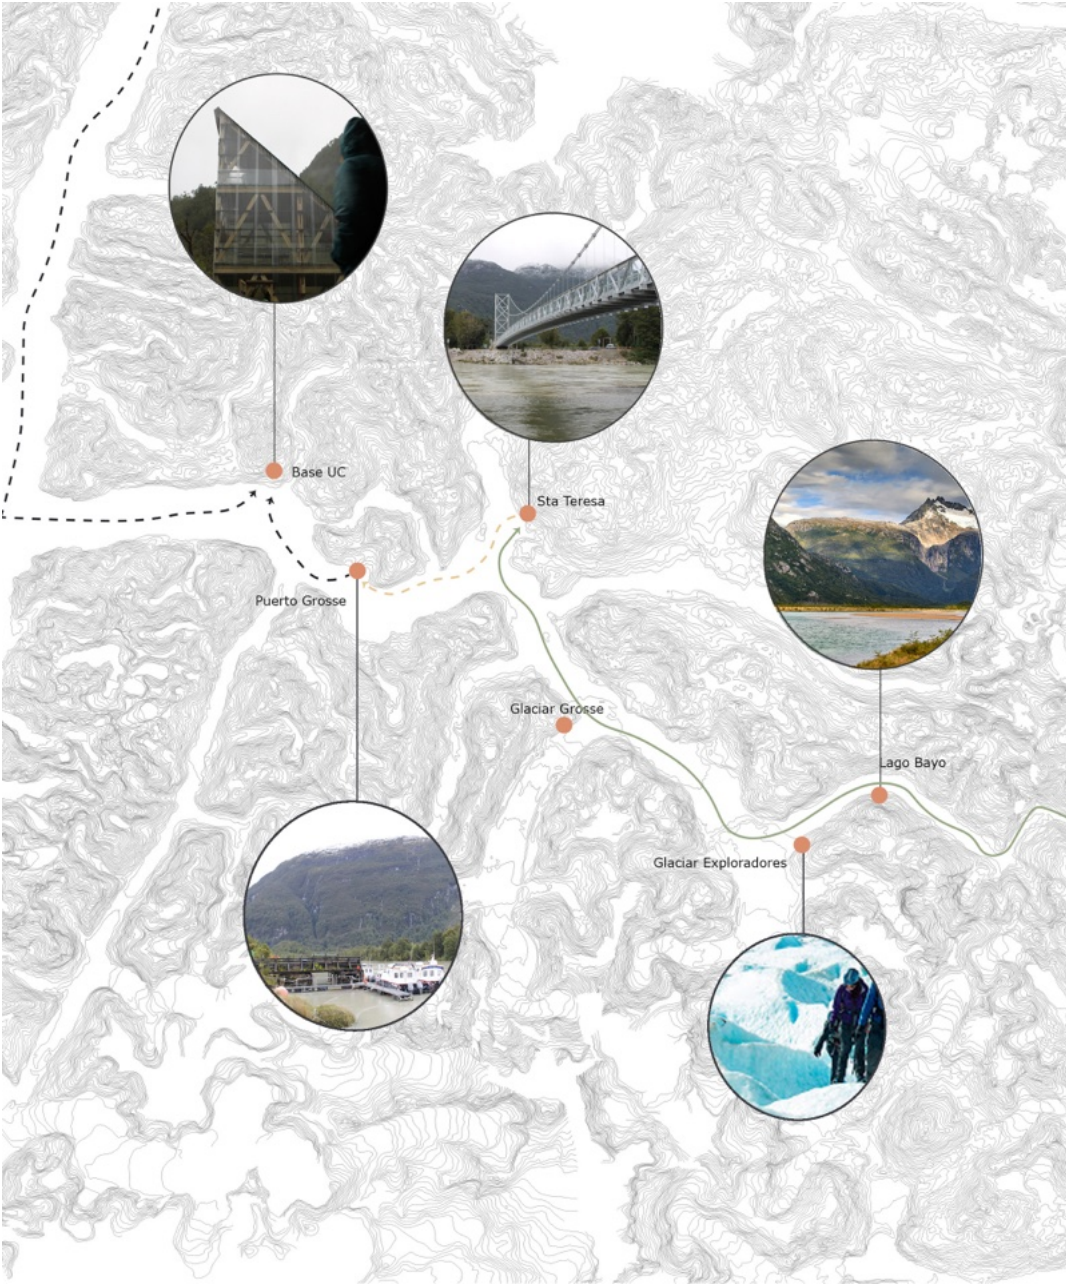 Base UC
Sta Teresa
Puerto Grosse
Glaciar Grosse
Lago Bayo
Glaciar Exploradores